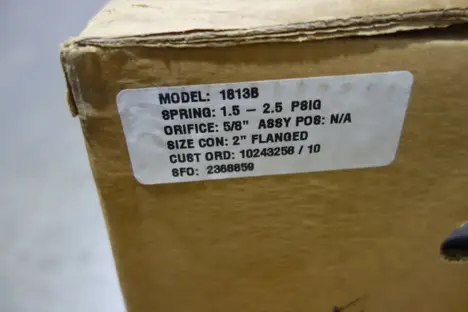 MODEL: 1813B
SPRING: 1.5 - 2.5 PSIG
ORIFICE: 5/8" ASSY POS: N/A
SIZE CON: 2" FLANGED
CUST ORD: 10243258 / 10
SFO: 2368859